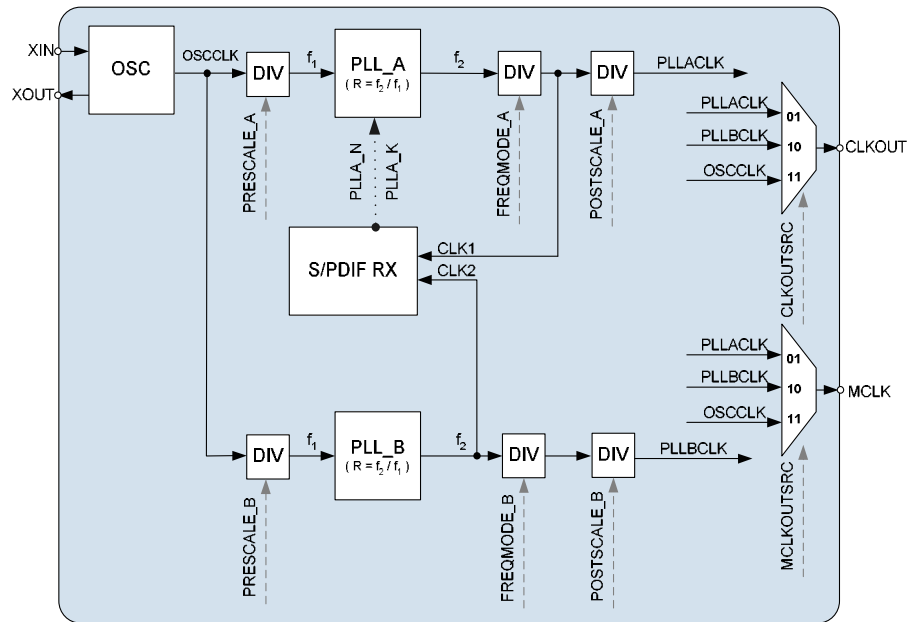 XIN
XOUT
OSC
OSCCLK
DIV
f1
PLL_A
( R = f2 / f1 )
f2
DIV
DIV
PLLACLK
PRESCALE_A
PLLA_N
PLLA_K
FREQMODE_A
POSTSCALE_A
PLLACLK
01
PLLBCLK
10
OSCCLK
11
CLKOUT
CLKOUTSRC
S/PDIF RX
CLK1
CLK2
PLLACLK
01
PLLBCLK
10
OSCCLK
11
MCLK
MCLKOUTSRC
DIV
f1
PLL_B
( R = f2 / f1 )
f2
DIV
DIV
PLLBCLK
PRESCALE_B
FREQMODE_B
POSTSCALE_B